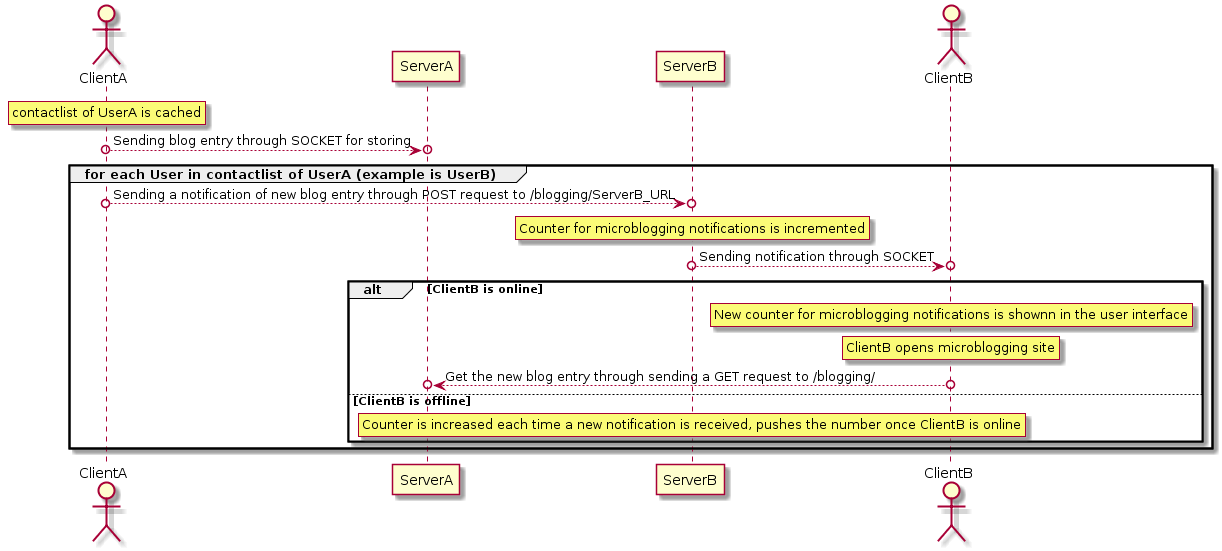 ClientA
ServerA
ServerB
ClientB
contactlist of UserA is cached
Sending blog entry through SOCKET for storing
for each User in contactlist of UserA (example is UserB)
Sending a notification of new blog entry through POST request to /blogging/ServerB_URL
Counter for microblogging notifications is incremented
Sending notification through SOCKET
alt
[ClientB is online]
New counter for microblogging notifications is shownn in the user interface
ClientB opens microblogging site
Get the new blog entry through sending a GET request to /blogging/
[ClientB is offline]
Counter is increased each time a new notification is received, pushes the number once ClientB is online
ClientA
ServerA
ServerB
ClientB